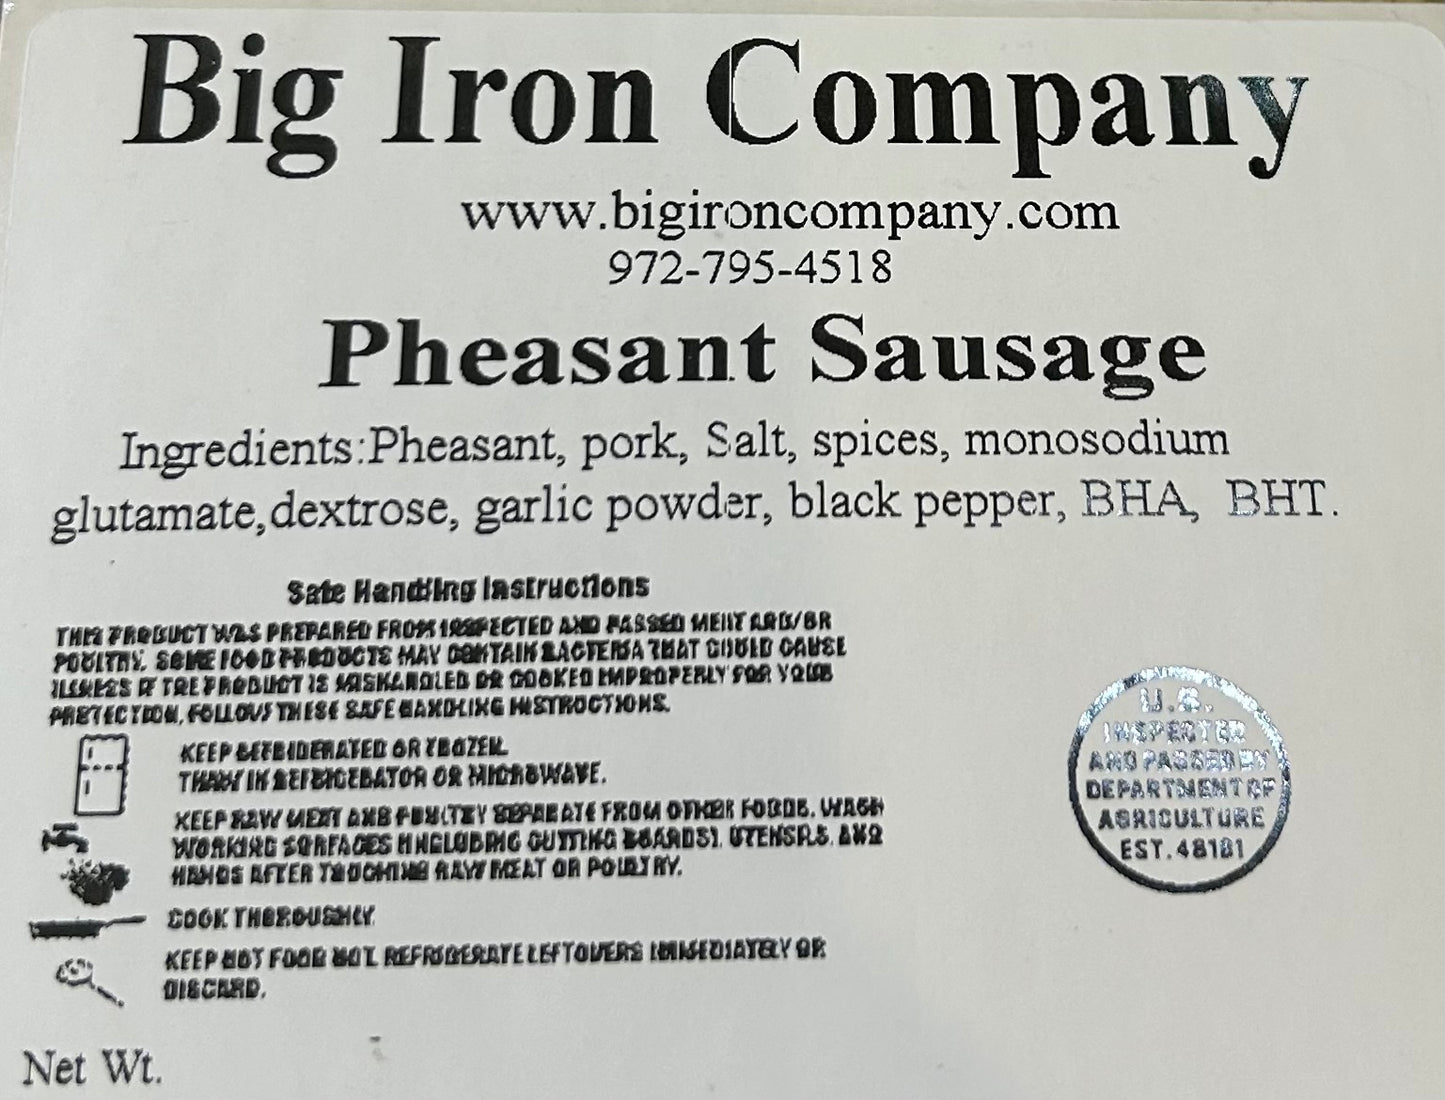 Big Iron Company
www.bigironcompany.com
972-795-4518
Pheasant Sausage
Ingredients:Pheasant, pork, Salt, spices, monosodium
glutamate,dextrose, garlic powder, black pepper, BHA, BHT.
Safe Handling Instructions
THIS PRODUCT WAS PREPARED FROM INSPECTED AND PASSED MEAT AND/OR
POULTRY. SOME FOOD PRODUCTS MAY CONTAIN BACTERIA THAT COULD CAUSE
ILLNESS IF THE PRODUCT IS MISHANDLED OR COOKED IMPROPERLY FOR YOUR
PROTECTION, FOLLOW THESE SAFE HANDLING INSTRUCTIONS.
KEEP REFRIGERATED OR FROZEN.
THAW IN REFRIGERATOR OR MICROWAVE.
KEEP RAW MEAT AND POULTRY SEPARATE FROM OTHER FOODS. WASH
WORKING SURFACES (INCLUDING CUTTING BOARDS), UTENSILS, AND
HANDS AFTER TOUCHING RAW MEAT OR POULTRY.
COOK THOROUGHLY.
KEEP HOT FOOD HOT. REFRIGERATE LEFTOVERS IMMEDIATELY OR
DISCARD.
U.S.
INSPECTED
AND PASSED BY
DEPARTMENT OF
AGRICULTURE
EST. 48181
Net Wt.